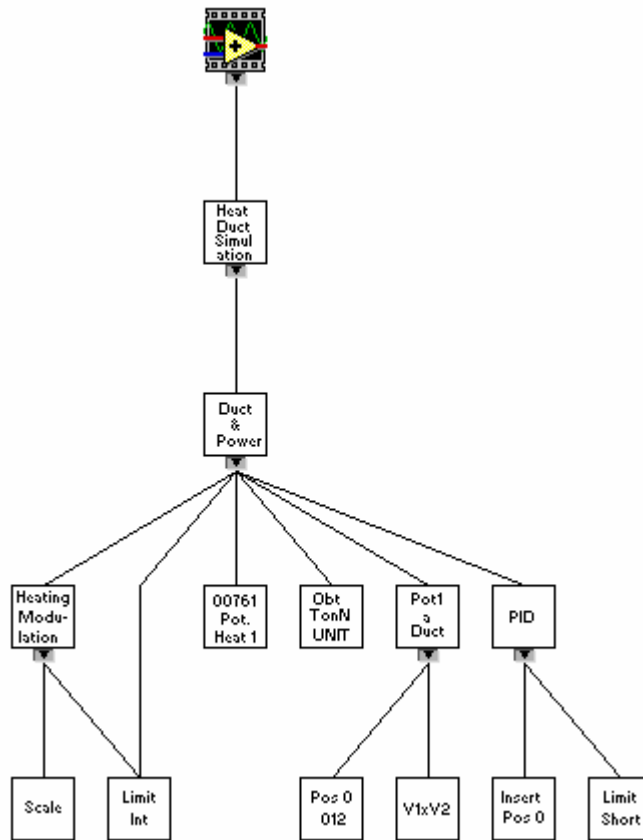 Heat
Duct
Simul
ation
Duct
&
Power
Heating
Modu-
lation
00761
Pot.
Heat 1
Obt
TonN
UNIT
Pot1
a
Duct
PID
Scale
Limit
Int
Pos 0
012
V1xV2
Insert
Pos 0
Limit
Short